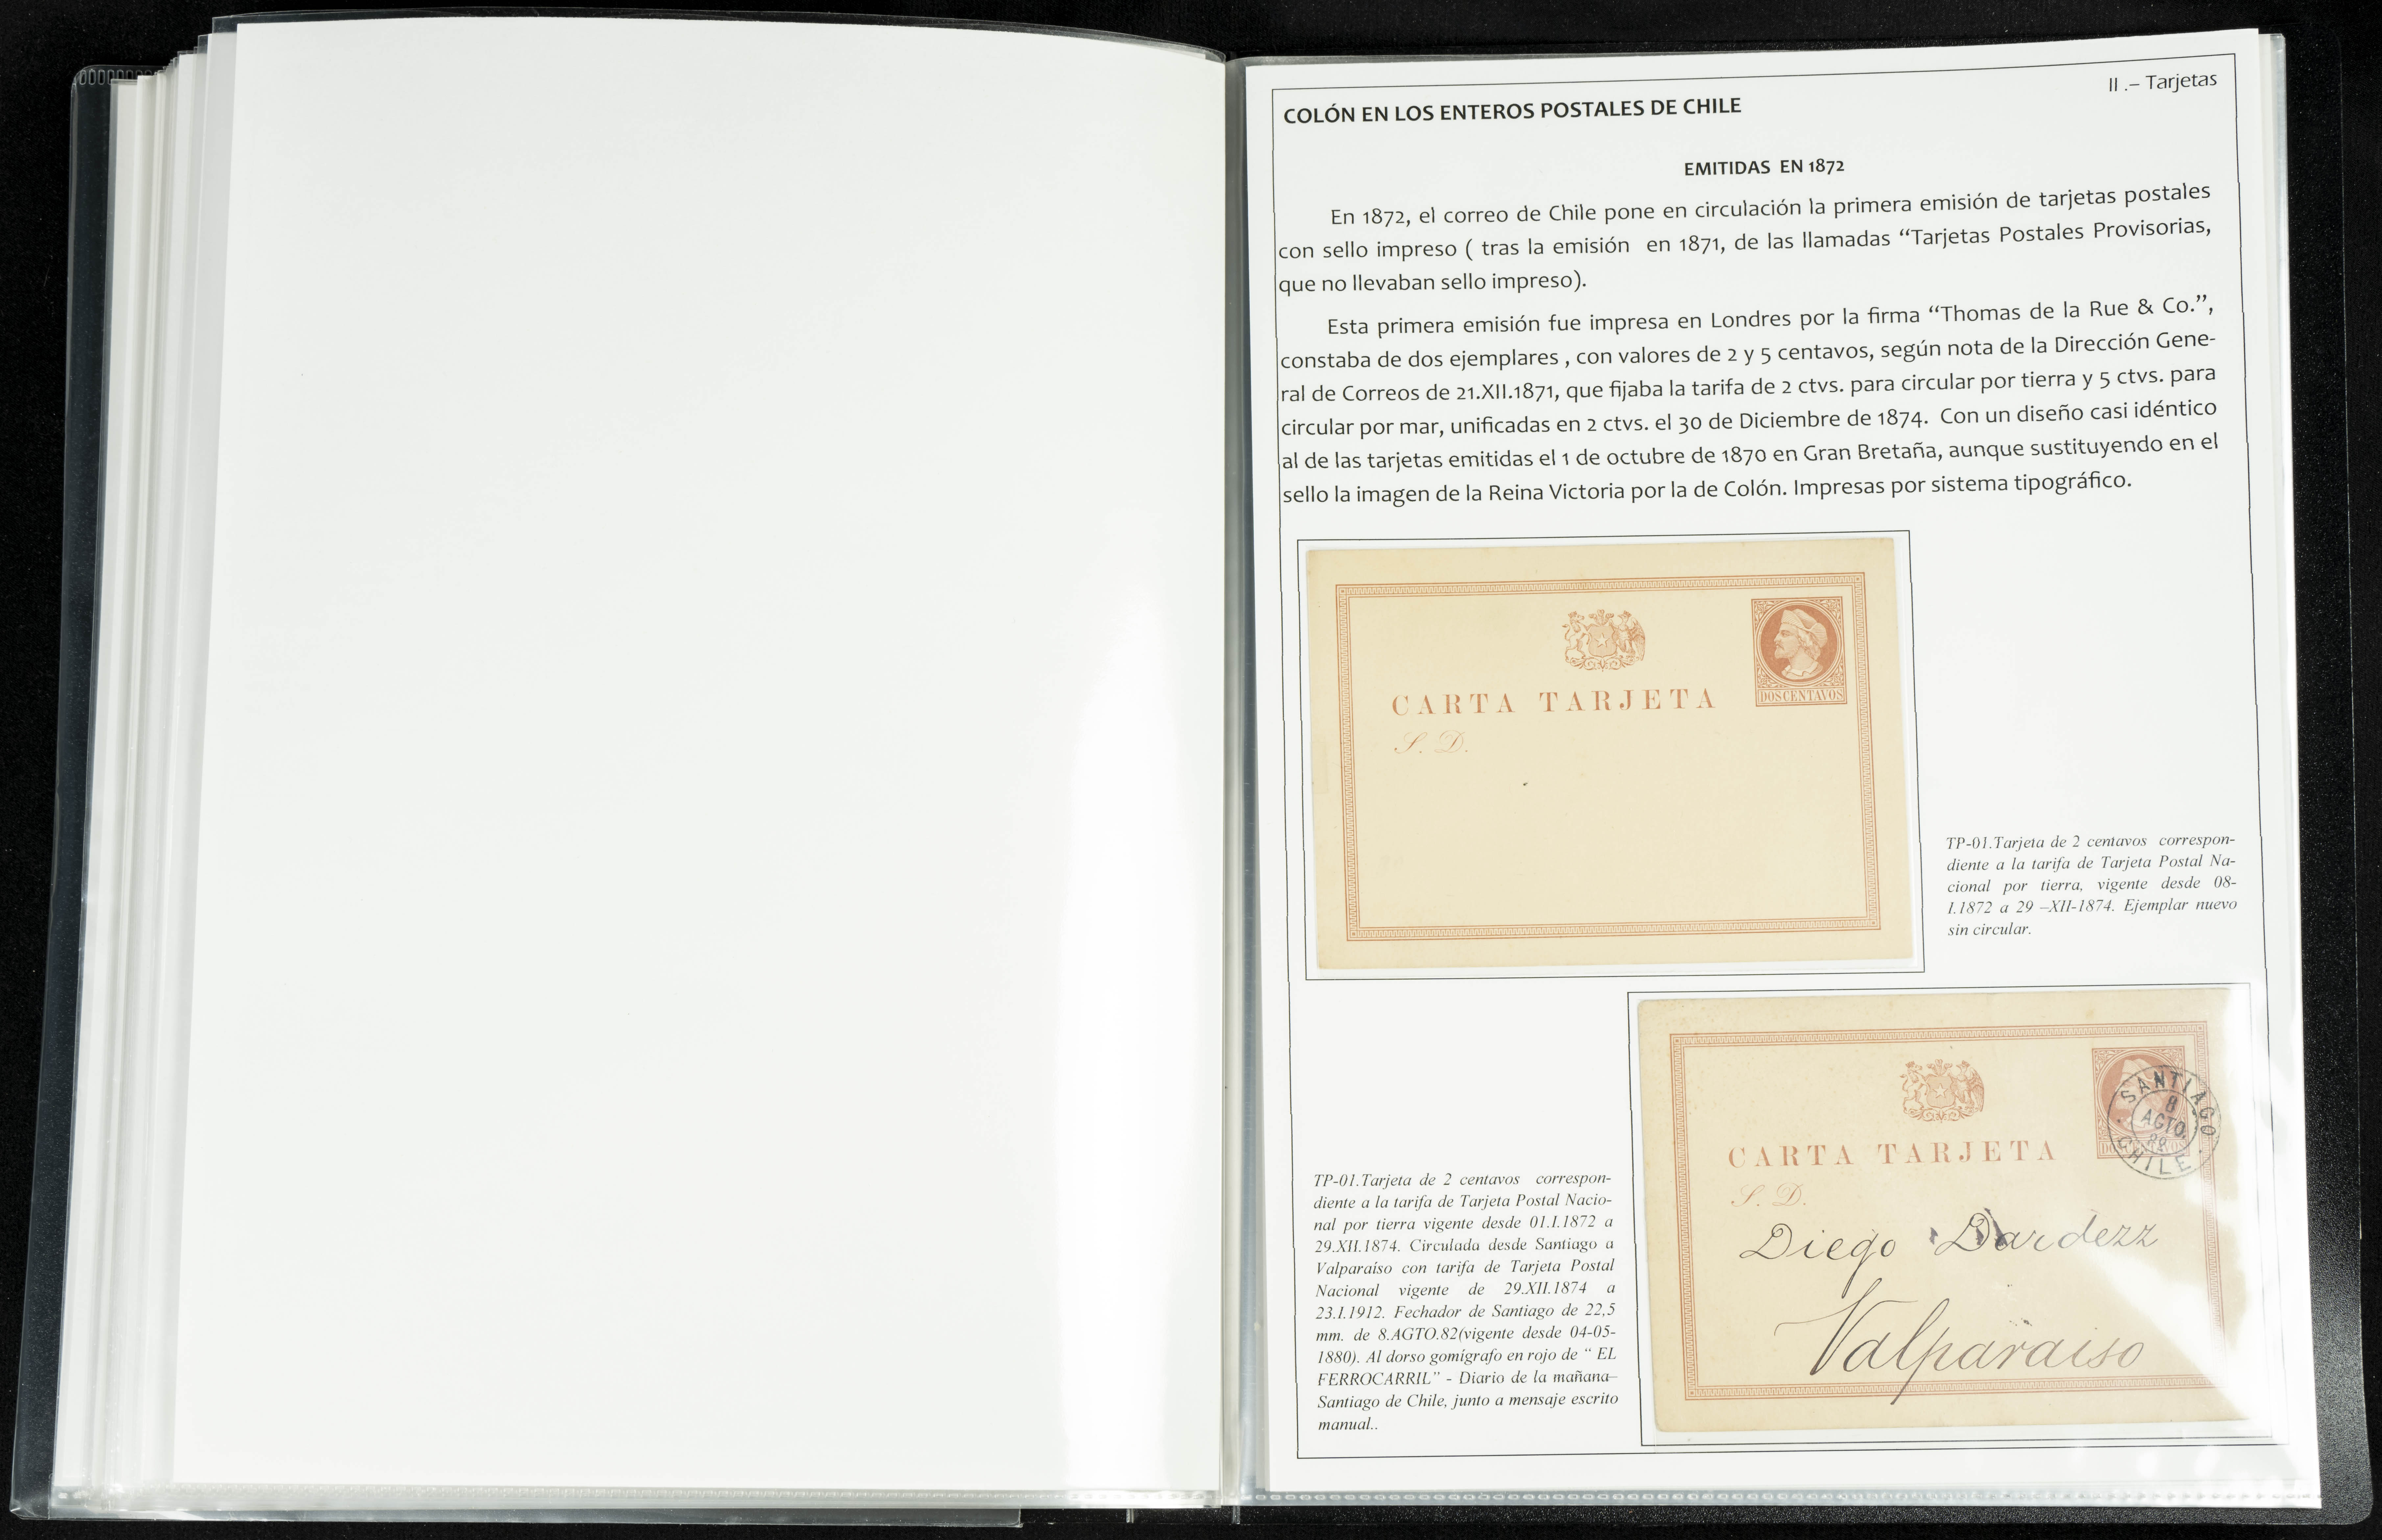 II .– Tarjetas
COLÓN EN LOS ENTEROS POSTALES DE CHILE
EMITIDAS EN 1872
En 1872, el correo de Chile pone en circulación la primera emisión de tarjetas postales
con sello impreso ( tras la emisión en 1871, de las llamadas “Tarjetas Postales Provisorias,
que no llevaban sello impreso).
Esta primera emisión fue impresa en Londres por la firma “Thomas de la Rue & Co.”,
constaba de dos ejemplares , con valores de 2 y 5 centavos, según nota de la Dirección Gene-
ral de Correos de 21.XII.1871, que fijaba la tarifa de 2 ctvs. para circular por tierra y 5 ctvs. para
circular por mar, unificadas en 2 ctvs. el 30 de Diciembre de 1874. Con un diseño casi idéntico
al de las tarjetas emitidas el 1 de octubre de 1870 en Gran Bretaña, aunque sustituyendo en el
sello la imagen de la Reina Victoria por la de Colón. Impresas por sistema tipográfico.
DOS CENTAVOS
CARTA TARJETA
S. D.
TP-01.Tarjeta de 2 centavos correspon-
diente a la tarifa de Tarjeta Postal Na-
cional por tierra, vigente desde 08-
I.1872 a 29 –XII-1874. Ejemplar nuevo
sin circular.
SANTIAGO
8
AGTO.
82
CHILE
CARTA TARJETA
S. D.
Diego Dardezz
Valparaiso
TP-01.Tarjeta de 2 centavos correspon-
diente a la tarifa de Tarjeta Postal Nacio-
nal por tierra vigente desde 01.I.1872 a
29.XII.1874. Circulada desde Santiago a
Valparaíso con tarifa de Tarjeta Postal
Nacional vigente de 29.XII.1874 a
23.I.1912. Fechador de Santiago de 22,5
mm. de 8.AGTO.82(vigente desde 04-05-
1880). Al dorso gomígrafo en rojo de “ EL
FERROCARRIL” - Diario de la mañana–
Santiago de Chile, junto a mensaje escrito
manual..